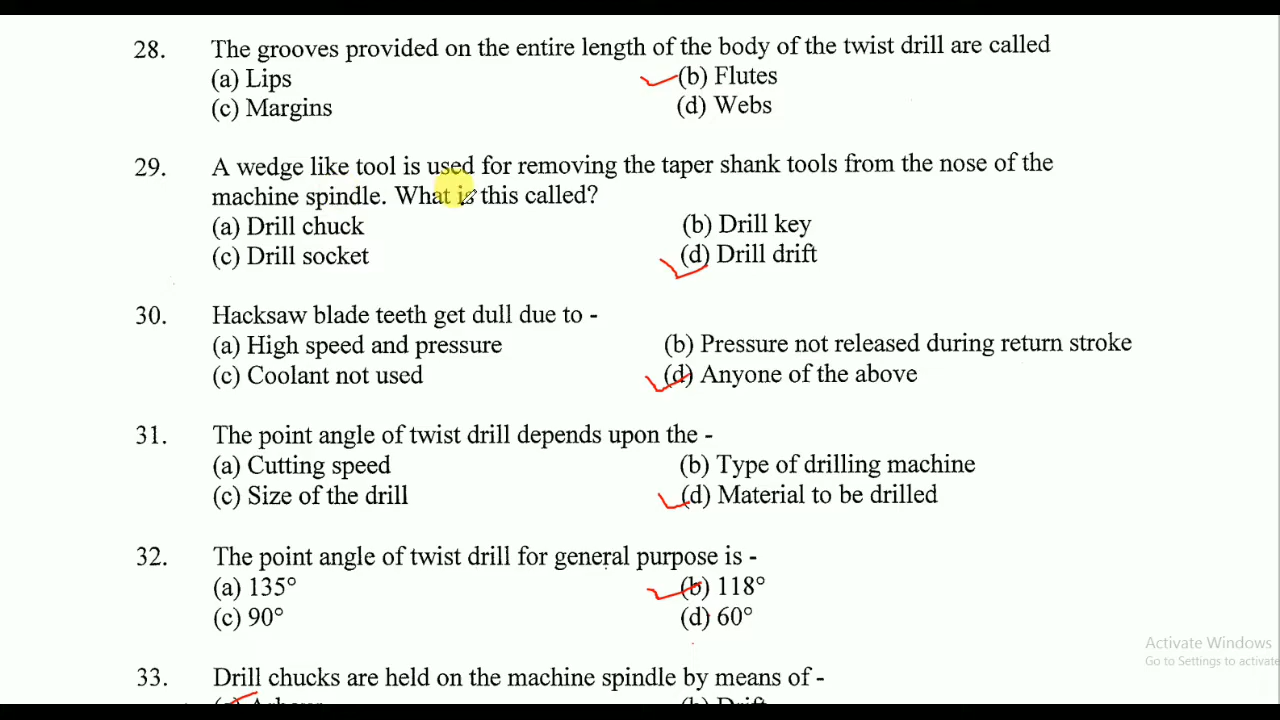 28. The grooves provided on the entire length of the body of the twist drill are called
(a) Lips (b) Flutes
(c) Margins (d) Webs
29. A wedge like tool is used for removing the taper shank tools from the nose of the
machine spindle. What is this called?
(a) Drill chuck (b) Drill key
(c) Drill socket (d) Drill drift
30. Hacksaw blade teeth get dull due to -
(a) High speed and pressure (b) Pressure not released during return stroke
(c) Coolant not used (d) Anyone of the above
31. The point angle of twist drill depends upon the -
(a) Cutting speed (b) Type of drilling machine
(c) Size of the drill (d) Material to be drilled
32. The point angle of twist drill for general purpose is -
(a) 135° (b) 118°
(c) 90° (d) 60°
Activate Windows
Go to Settings to activate
33. Drill chucks are held on the machine spindle by means of -